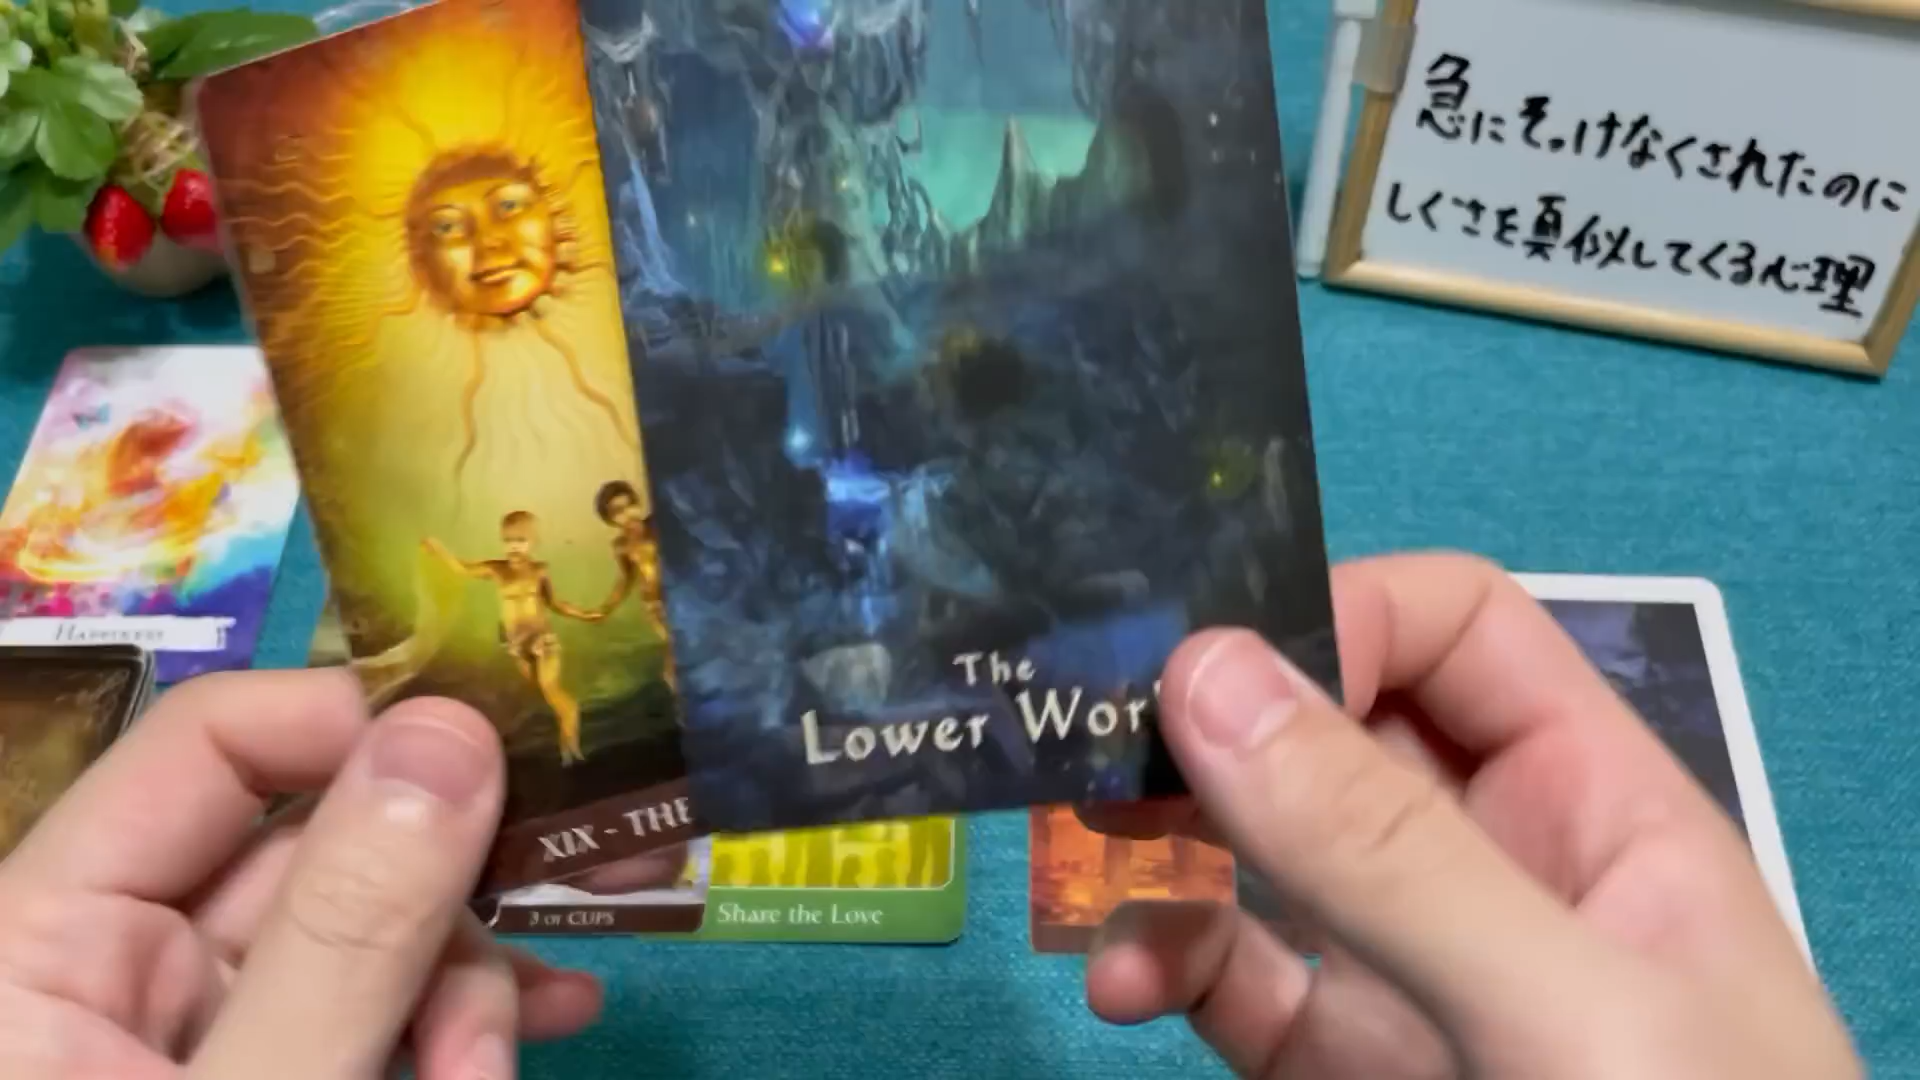 急にそっけなくされたのに
しぐさを真似してくる心理
HAPPINESS
The
Lower Wor
XIX - THE
3 OF CUPS
Share the Love